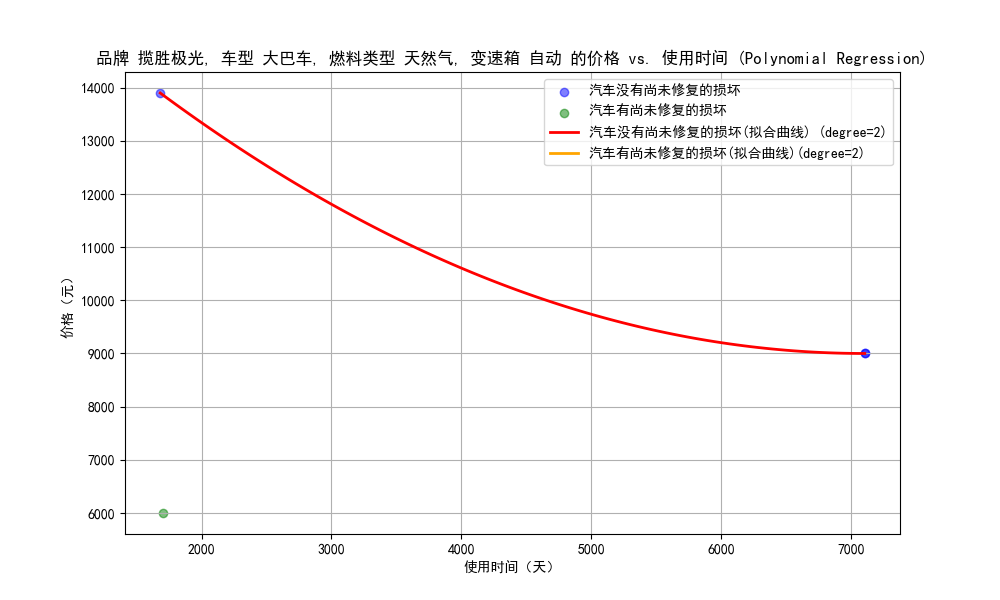 品牌 揽胜极光, 车型 大巴车, 燃料类型 天然气, 变速箱 自动 的价格 vs. 使用时间 (Polynomial Regression)
汽车没有尚未修复的损坏
汽车有尚未修复的损坏
汽车没有尚未修复的损坏(拟合曲线) (degree=2)
汽车有尚未修复的损坏(拟合曲线)(degree=2)
价格（元）
14000
13000
12000
11000
10000
9000
8000
7000
6000
2000 3000 4000 5000 6000 7000
使用时间（天）